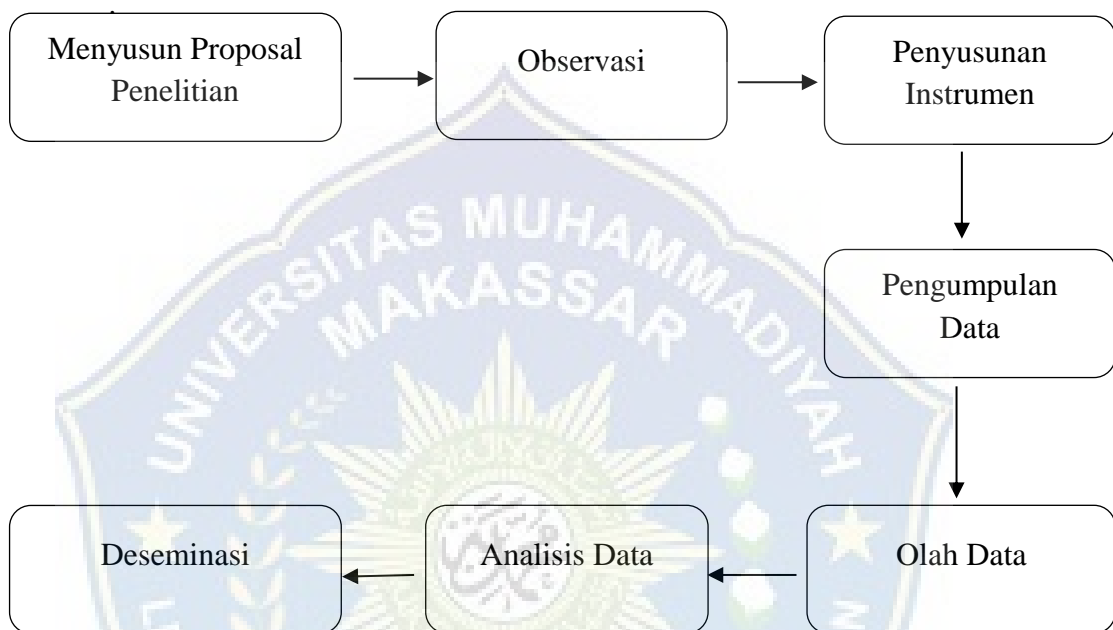 Menyusun Proposal
Penelitian
Observasi
Penyusunan
Instrumen
UNIVERSITAS MUHAMMADIYAH
MAKASSAR
Pengumpulan
Data
Deseminasi
Analisis Data
Olah Data